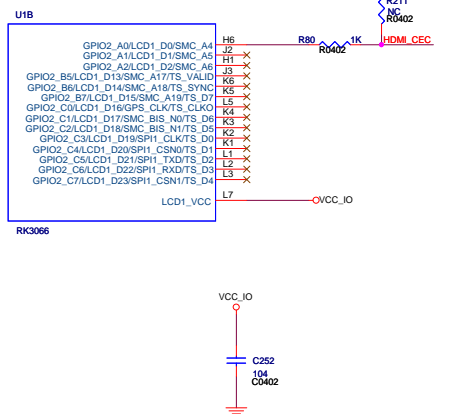 U1B
R211
NC
R0402
H6
GPIO2_A0/LCD1_D0/SMC_A4
R80 1K
R0402
HDMI_CEC
J2
GPIO2_A1/LCD1_D1/SMC_A5
H1
GPIO2_A2/LCD1_D2/SMC_A6
J3
GPIO2_B5/LCD1_D13/SMC_A17/TS_VALID
K6
GPIO2_B6/LCD1_D14/SMC_A18/TS_SYNC
K5
GPIO2_B7/LCD1_D15/SMC_A19/TS_D7
L5
GPIO2_C0/LCD1_D16/GPS_CLK/TS_CLKO
K4
GPIO2_C1/LCD1_D17/SMC_BIS_N0/TS_D6
K3
GPIO2_C2/LCD1_D18/SMC_BIS_N1/TS_D5
K2
GPIO2_C3/LCD1_D19/SPI1_CLK/TS_D0
K1
GPIO2_C4/LCD1_D20/SPI1_CSN0/TS_D1
L1
GPIO2_C5/LCD1_D21/SPI1_TXD/TS_D2
L2
GPIO2_C6/LCD1_D22/SPI1_RXD/TS_D3
L3
GPIO2_C7/LCD1_D23/SPI1_CSN1/TS_D4
L7
LCD1_VCC
VCC_IO
RK3066
VCC_IO
C252
104
C0402